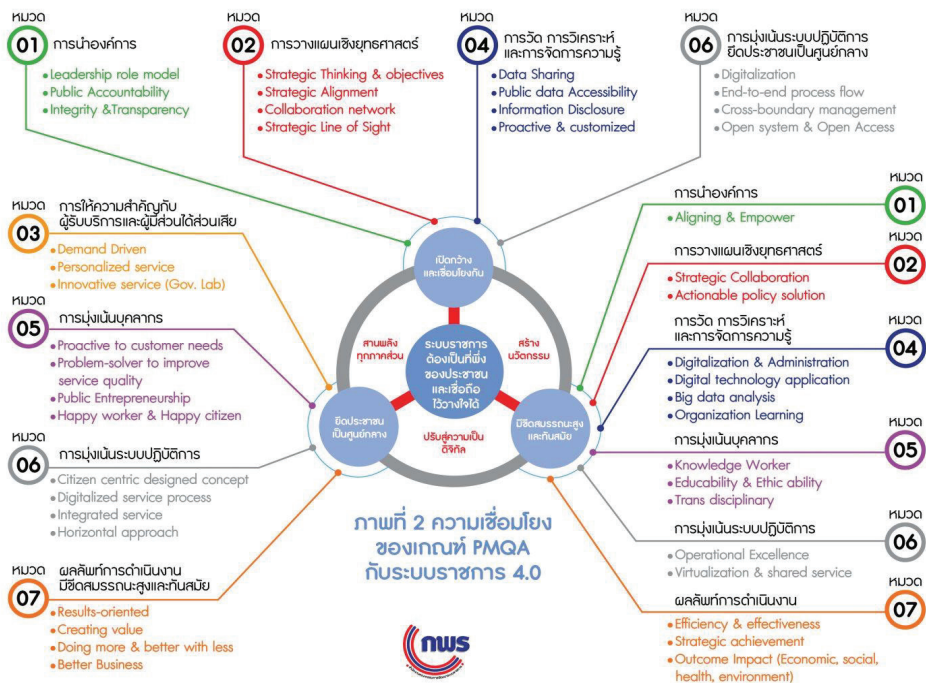 หมวด
01
การนำองค์การ
• Leadership role model
• Public Accountability
• Integrity &Transparency
หมวด
02
การวางแผนเชิงยุทธศาสตร์
• Strategic Thinking & objectives
• Strategic Alignment
• Collaboration network
• Strategic Line of Sight
หมวด
04
การวัด การวิเคราะห์
และการจัดการความรู้
• Data Sharing
• Public data Accessibility
• Information Disclosure
• Proactive & customized
หมวด
06
การมุ่งเน้นระบบปฏิบัติการ
ยึดประชาชนเป็นศูนย์กลาง
• Digitalization
• End-to-end process flow
• Cross-boundary management
• Open system & Open Access
หมวด
03
การให้ความสำคัญกับ
ผู้รับบริการและผู้มีส่วนได้ส่วนเสีย
• Demand Driven
• Personalized service
• Innovative service (Gov. Lab)
หมวด
05
การมุ่งเน้นบุคลากร
• Proactive to customer needs
• Problem-solver to improve
service quality
• Public Entrepreneurship
• Happy worker & Happy citizen
หมวด
06
การมุ่งเน้นระบบปฏิบัติการ
• Citizen centric designed concept
• Digitalized service process
• Integrated service
• Horizontal approach
หมวด
07
ผลลัพท์การดำเนินงาน
มีขีดสมรรถนะสูงและทันสมัย
• Results-oriented
• Creating value
• Doing more & better with less
• Better Business
เปิดกว้าง
และเชื่อมโยงกัน
สานพลัง
ทุกภาคส่วน
ระบบราชการ
ต้องเป็นที่พึ่ง
ของประชาชน
และเชื่อถือ
ไว้วางใจได้
สร้าง
นวัตกรรม
ยึดประชาชน
เป็นศูนย์กลาง
ปรับสู่ความเป็น
ดิจิทัล
มีขีดสมรรถนะสูง
และทันสมัย
ภาพที่ 2 ความเชื่อมโยง
ของเกณฑ์ PMQA
กับระบบราชการ 4.0
กพร
การนำองค์การ
• Aligning & Empower
หมวด
01
การวางแผนเชิงยุทธศาสตร์
• Strategic Collaboration
• Actionable policy solution
หมวด
02
การวัด การวิเคราะห์
และการจัดการความรู้
• Digitalization & Administration
• Digital technology application
• Big data analysis
• Organization Learning
หมวด
04
การมุ่งเน้นบุคลากร
• Knowledge Worker
• Educability & Ethic ability
• Trans disciplinary
หมวด
05
การมุ่งเน้นระบบปฏิบัติการ
• Operational Excellence
• Virtualization & shared service
หมวด
06
ผลลัพท์การดำเนินงาน
• Efficiency & effectiveness
• Strategic achievement
• Outcome Impact (Economic, social,
health, environment)
หมวด
07